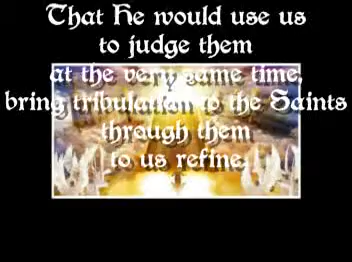 That He would use us
to judge them
at the very same time,
bring tribulation to the Saints
through them
to us refine.